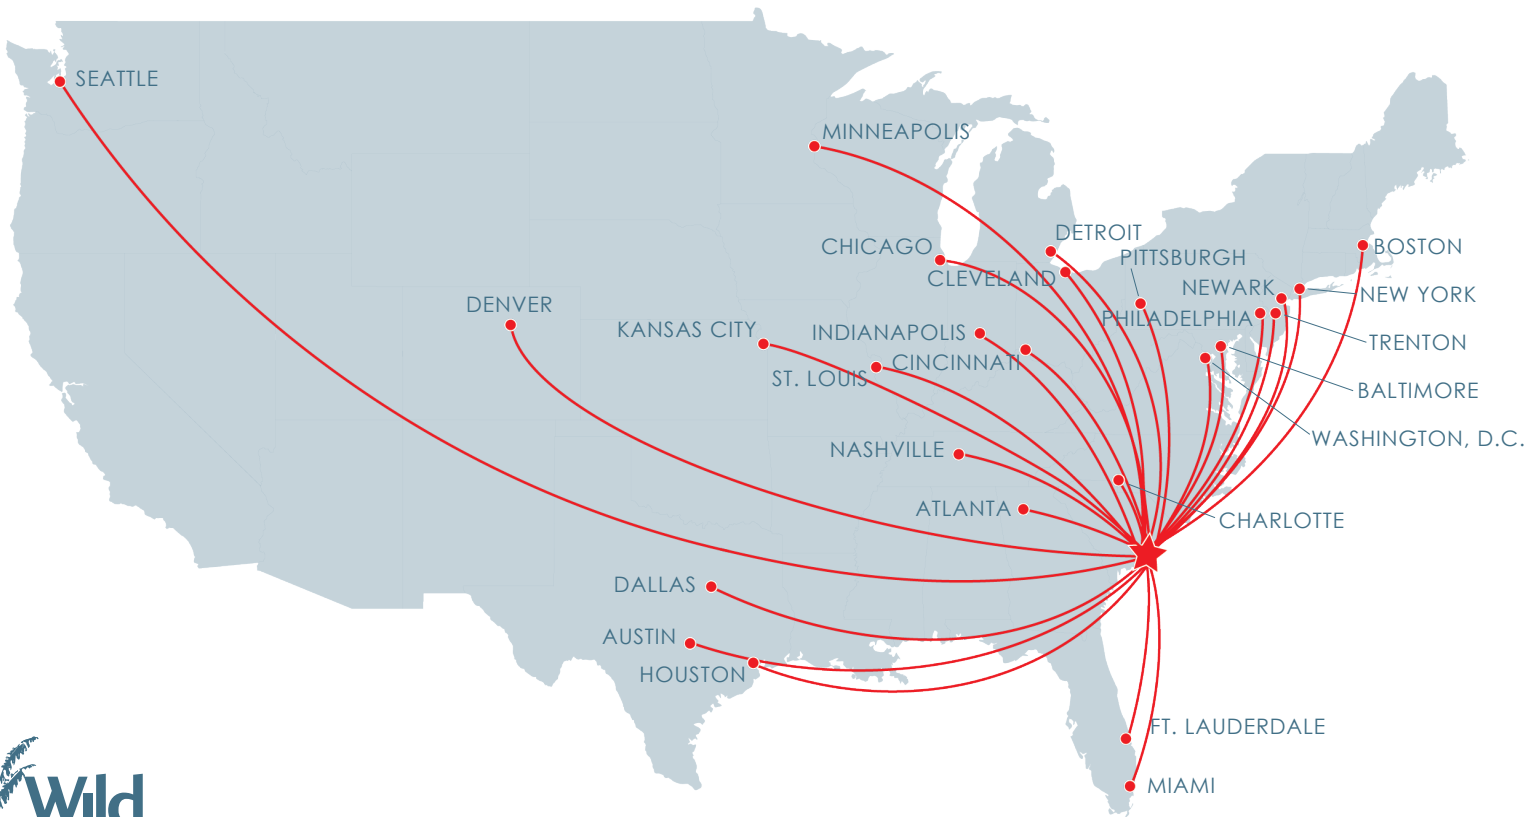 SEATTLE
MINNEAPOLIS
DETROIT
CHICAGO
BOSTON
PITTSBURGH
CLEVELAND
NEWARK
NEW YORK
DENVER
PHILADELPHIA
KANSAS CITY
INDIANAPOLIS
TRENTON
CINCINNATI
ST. LOUIS
BALTIMORE
WASHINGTON, D.C.
NASHVILLE
ATLANTA
CHARLOTTE
DALLAS
AUSTIN
HOUSTON
FT. LAUDERDALE
MIAMI
Wild